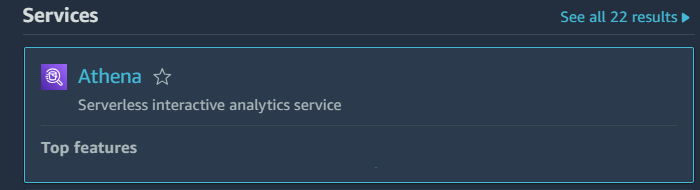 Services
See all 22 results
Athena
Serverless interactive analytics service
Top features